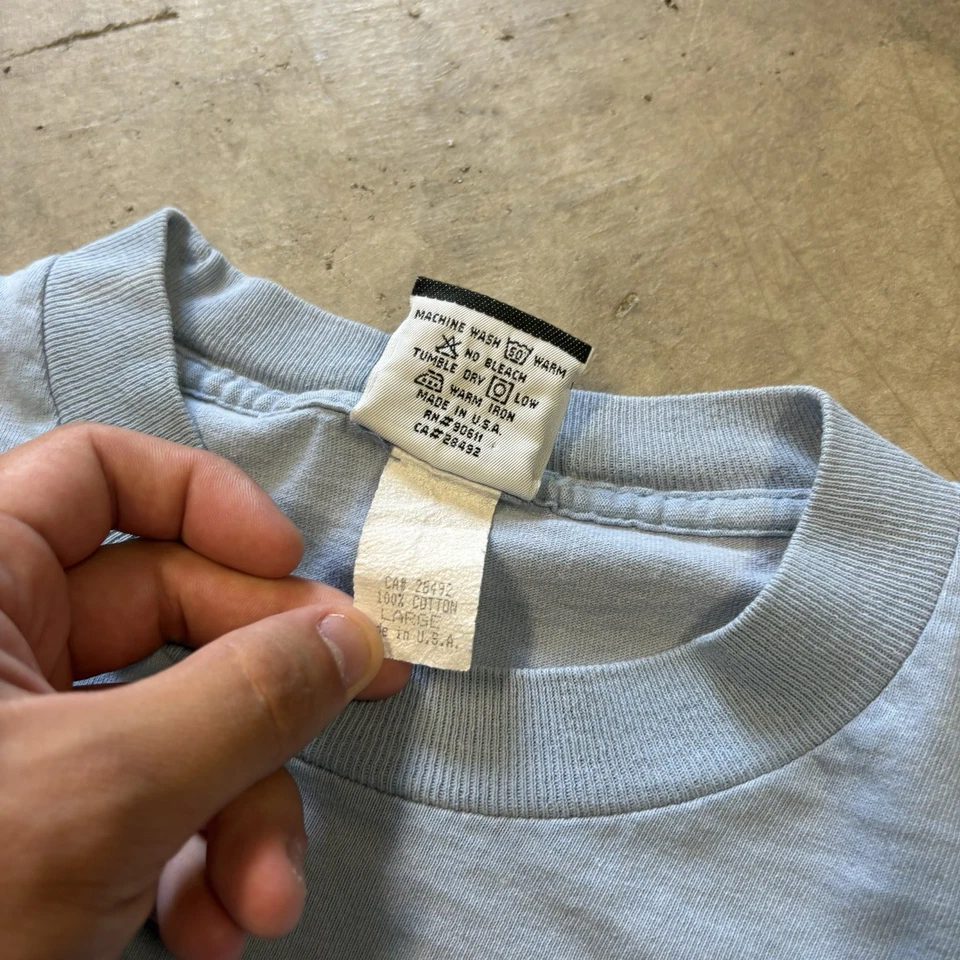 MACHINE WASH 50 WARM
NO BLEACH
TUMBLE DRY LOW
WARM IRON
MADE IN U.S.A.
RN# 90611
CA# 28492
CA# 28492
100% COTTON
LARGE
de in U.S.A.